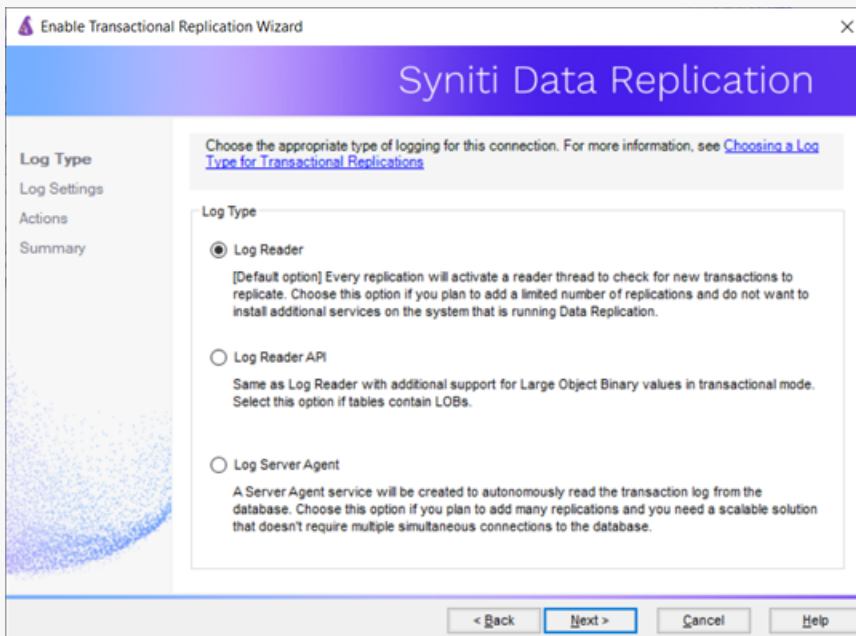 Enable Transactional Replication Wizard
Syniti Data Replication
Log Type
Log Settings
Actions
Summary
Choose the appropriate type of logging for this connection. For more information, see Choosing a Log
Type for Transactional Replications
Log Type
Log Reader
[Default option] Every replication will activate a reader thread to check for new transactions to
replicate. Choose this option if you plan to add a limited number of replications and do not want to
install additional services on the system that is running Data Replication.
Log Reader API
Same as Log Reader with additional support for Large Object Binary values in transactional mode.
Select this option if tables contain LOBs.
Log Server Agent
A Server Agent service will be created to autonomously read the transaction log from the
database. Choose this option if you plan to add many replications and you need a scalable solution
that doesn't require multiple simultaneous connections to the database.
< Back Next > Cancel Help